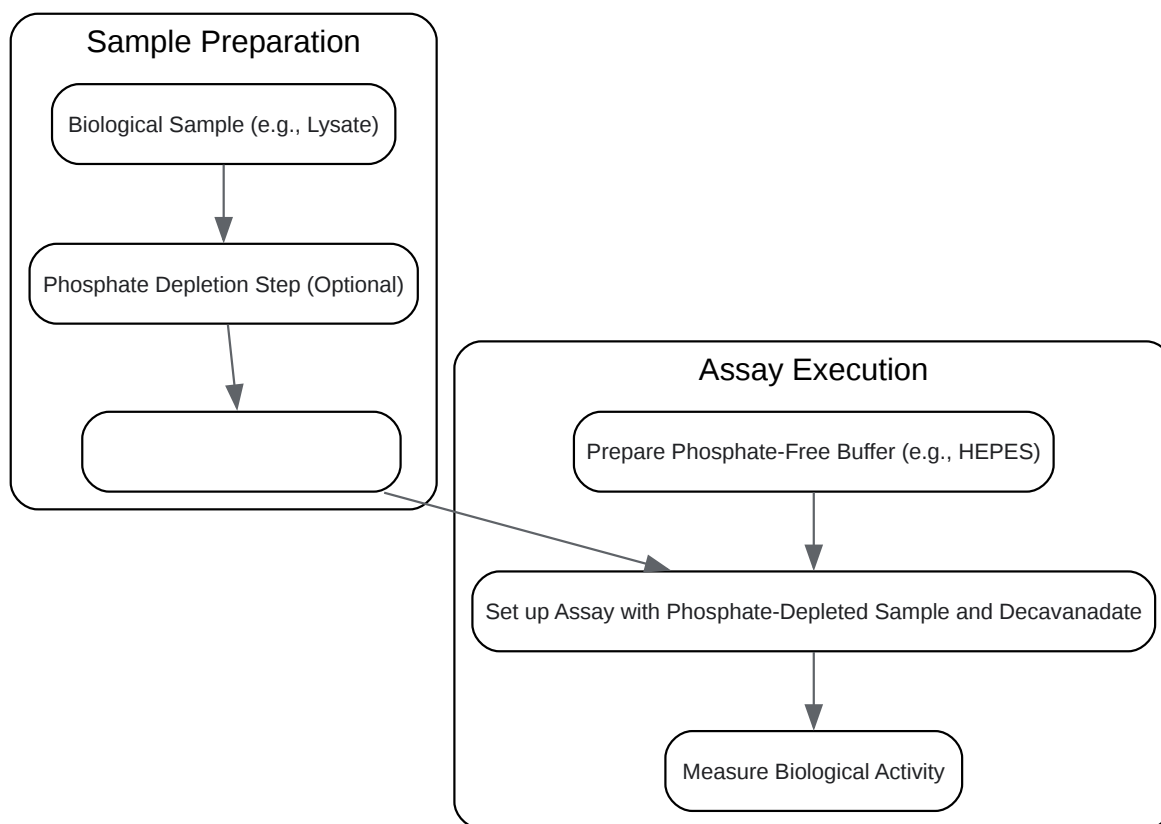 Sample Preparation
Biological Sample (e.g., Lysate)
Phosphate Depletion Step (Optional)
Assay Execution
Prepare Phosphate-Free Buffer (e.g., HEPES)
Set up Assay with Phosphate-Depleted Sample and Decavanadate
Measure Biological Activity